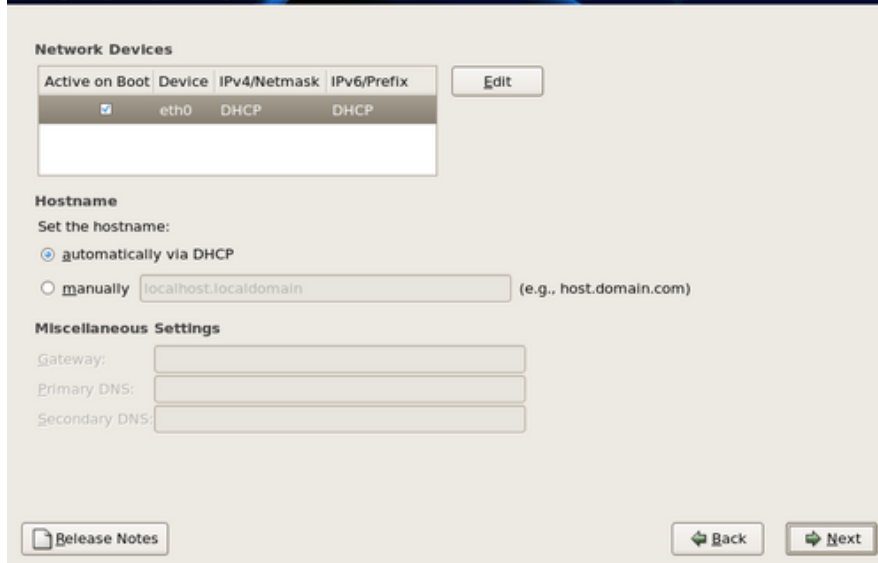 Network Devices
Active on Boot Device IPv4/Netmask IPv6/Prefix
Edit
eth0 DHCP DHCP
Hostname
Set the hostname:
automatically via DHCP
manually localhost.localdomain (e.g., host.domain.com)
Miscellaneous Settings
Gateway:
Primary DNS:
Secondary DNS:
Release Notes Back Next